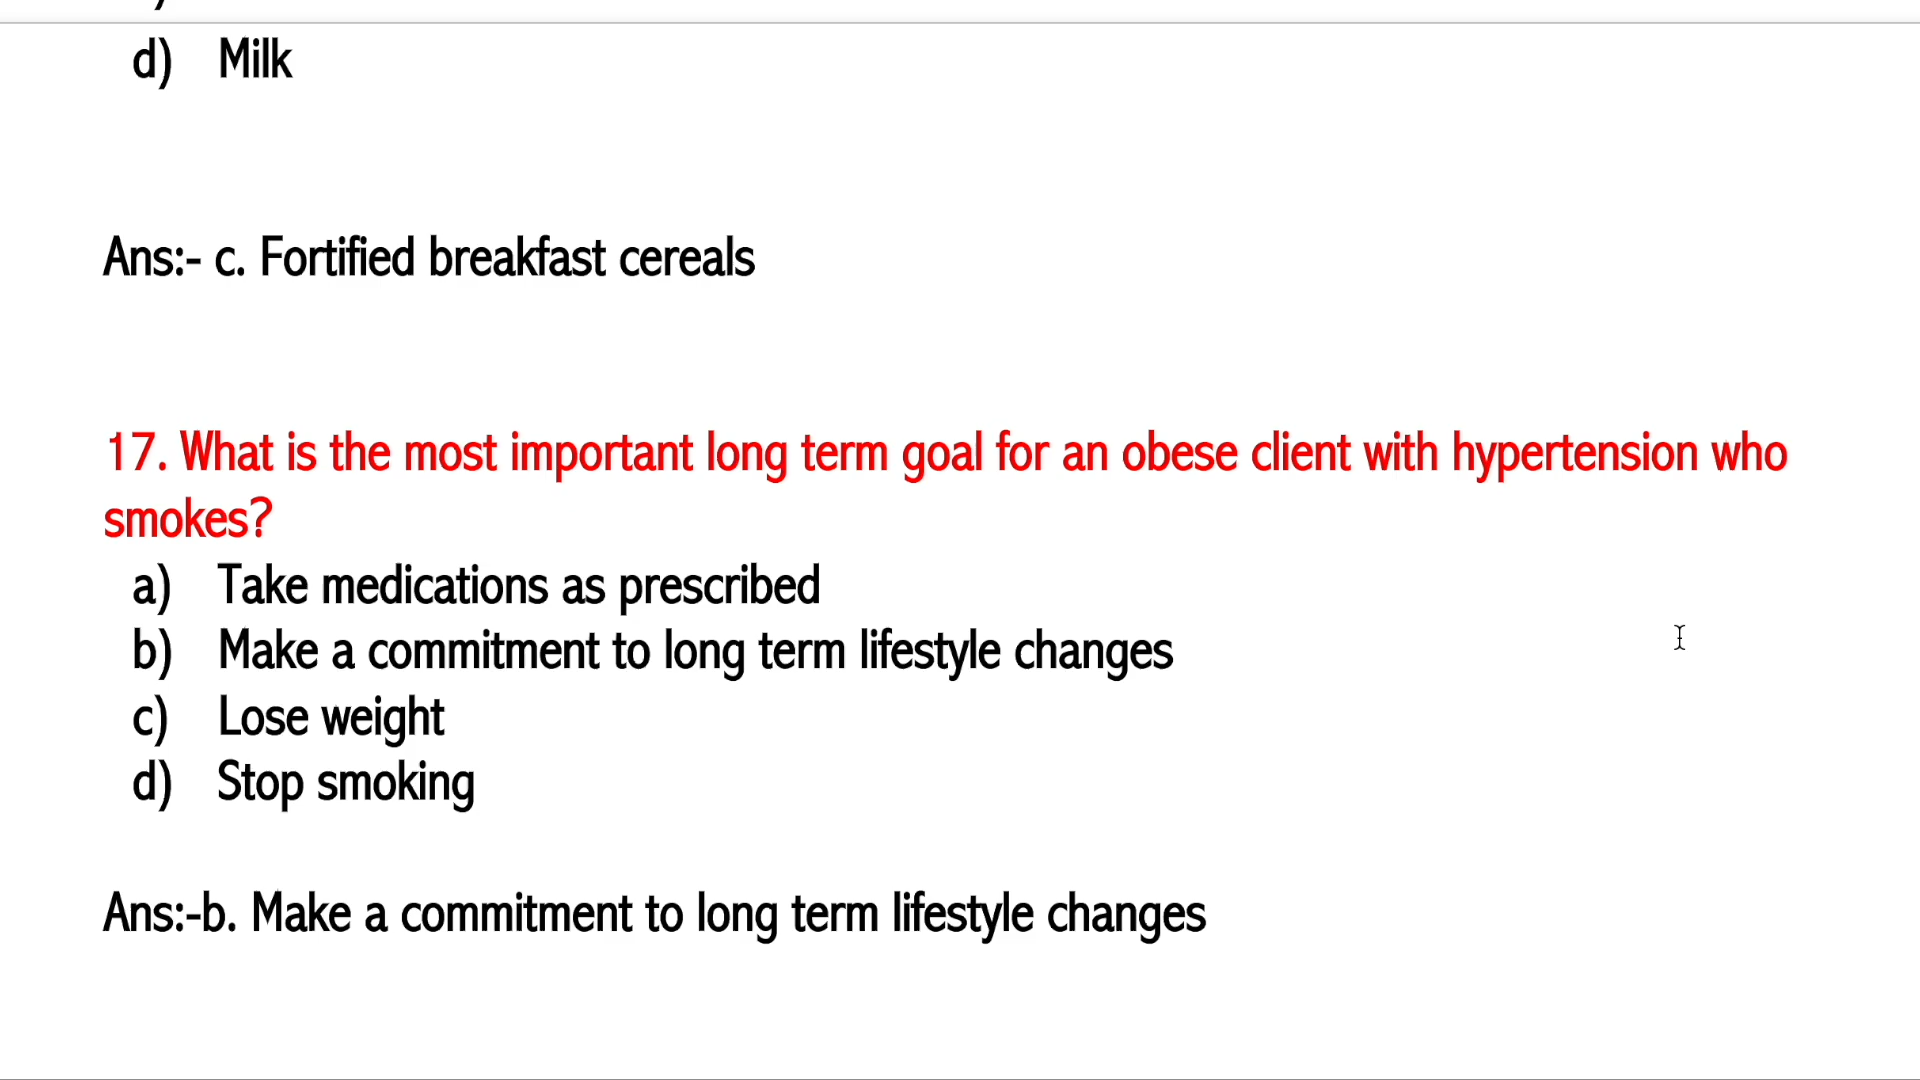 d) Milk
Ans:- c. Fortified breakfast cereals
17. What is the most important long term goal for an obese client with hypertension who
smokes?
a) Take medications as prescribed
b) Make a commitment to long term lifestyle changes
c) Lose weight
d) Stop smoking
Ans:-b. Make a commitment to long term lifestyle changes